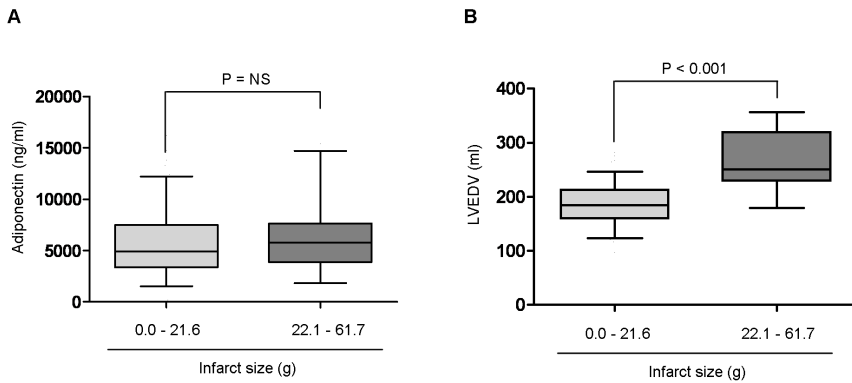 A
P = NS
20000
15000
10000
5000
0
Adiponectin (ng/ml)
0.0 - 21.6
22.1 - 61.7
Infarct size (g)
B
P < 0.001
400
300
200
100
0
LVEDV (ml)
0.0 - 21.6
22.1 - 61.7
Infarct size (g)